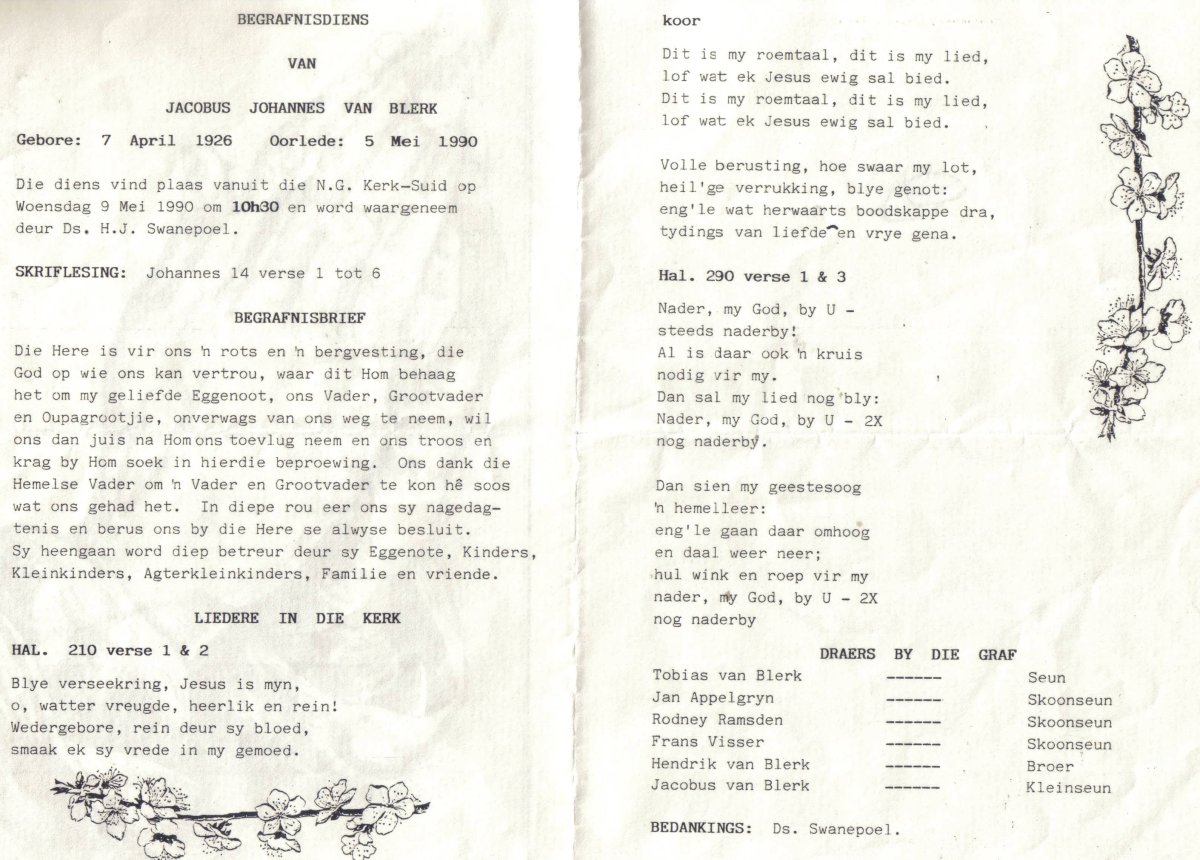 BEGRAFNISDIENS
VAN
JACOBUS JOHANNES VAN BLERK
Gebore: 7 April 1926 Oorlede: 5 Mei 1990
Die diens vind plaas vanuit die N.G. Kerk-Suid op
Woensdag 9 Mei 1990 om 10h30 en word waargeneem
deur Ds. H.J. Swanepoel.
SKRIFLESING: Johannes 14 verse 1 tot 6
BEGRAFNISBRIEF
Die Here is vir ons 'n rots en 'n bergvesting, die
God op wie ons kan vertrou, waar dit Hom behaag
het om my geliefde Eggenoot, ons Vader, Grootvader
en Oupagrootjie, onverwags van ons weg te neem, wil
ons dan juis na Hom ons toevlug neem en ons troos en
krag by Hom soek in hierdie beproewing. Ons dank die
Hemelse Vader om 'n Vader en Grootvader te kon hê soos
wat ons gehad het. In diepe rou eer ons sy nagedag-
tenis en berus ons by die Here se alwyse besluit.
Sy heengaan word diep betreur deur sy Eggenote, Kinders,
Kleinkinders, Agterkleinkinders, Familie en vriende.
LIEDERE IN DIE KERK
HAL. 210 verse 1 & 2
Blye verseekring, Jesus is myn,
o, watter vreugde, heerlik en rein!
Wedergebore, rein deur sy bloed,
smaak ek sy vrede in my gemoed.
koor
Dit is my roemtaal, dit is my lied,
lof wat ek Jesus ewig sal bied.
Dit is my roemtaal, dit is my lied,
lof wat ek Jesus ewig sal bied.
Volle berusting, hoe swaar my lot,
heil'ge verrukking, blye genot:
eng'le wat herwaarts boodskappe dra,
tydings van liefde en vrye gena.
Hal. 290 verse 1 & 3
Nader, my God, by U -
steeds naderby!
Al is daar ook 'n kruis
nodig vir my.
Dan sal my lied nog bly:
Nader, my God, by U - 2X
nog naderby.
Dan sien my geestesoog
'n hemelleer:
eng'le gaan daar omhoog
en daal weer neer;
hul wink en roep vir my
nader, my God, by U - 2X
nog naderby
DRAERS BY DIE GRAF
Tobias van Blerk ------ Seun
Jan Appelgryn ------ Skoonseun
Rodney Ramsden ------ Skoonseun
Frans Visser ------ Skoonseun
Hendrik van Blerk ------ Broer
Jacobus van Blerk ------ Kleinseun
BEDANKINGS: Ds. Swanepoel.